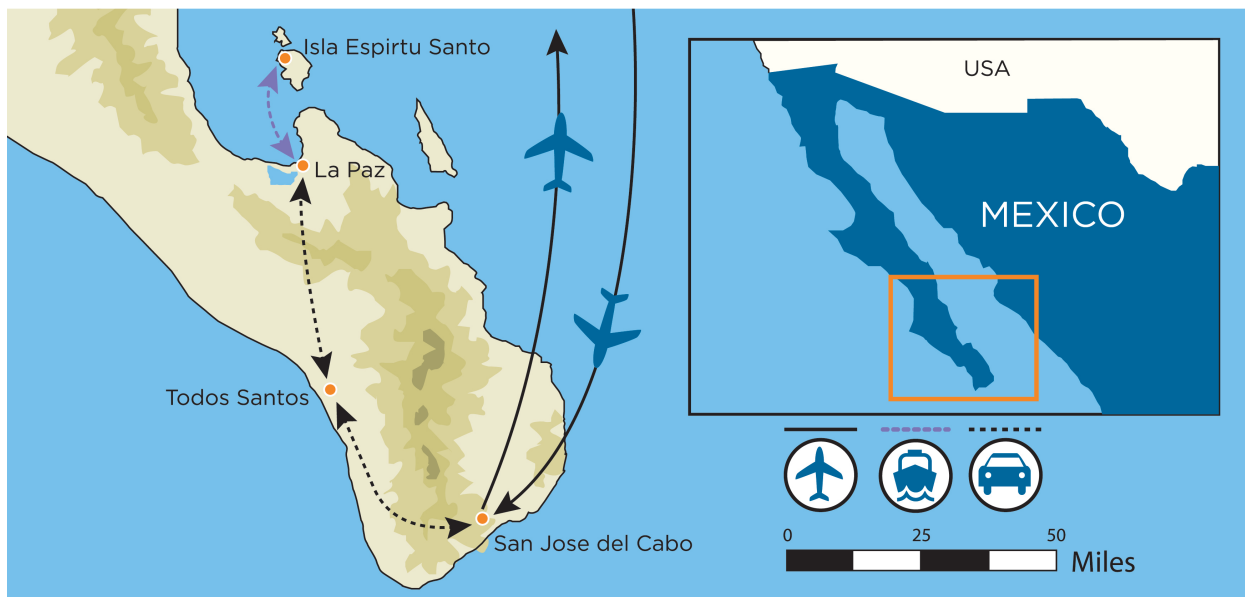 Isla Espirtu Santo
La Paz
Todos Santos
San Jose del Cabo
USA
MEXICO
0 25 50
Miles